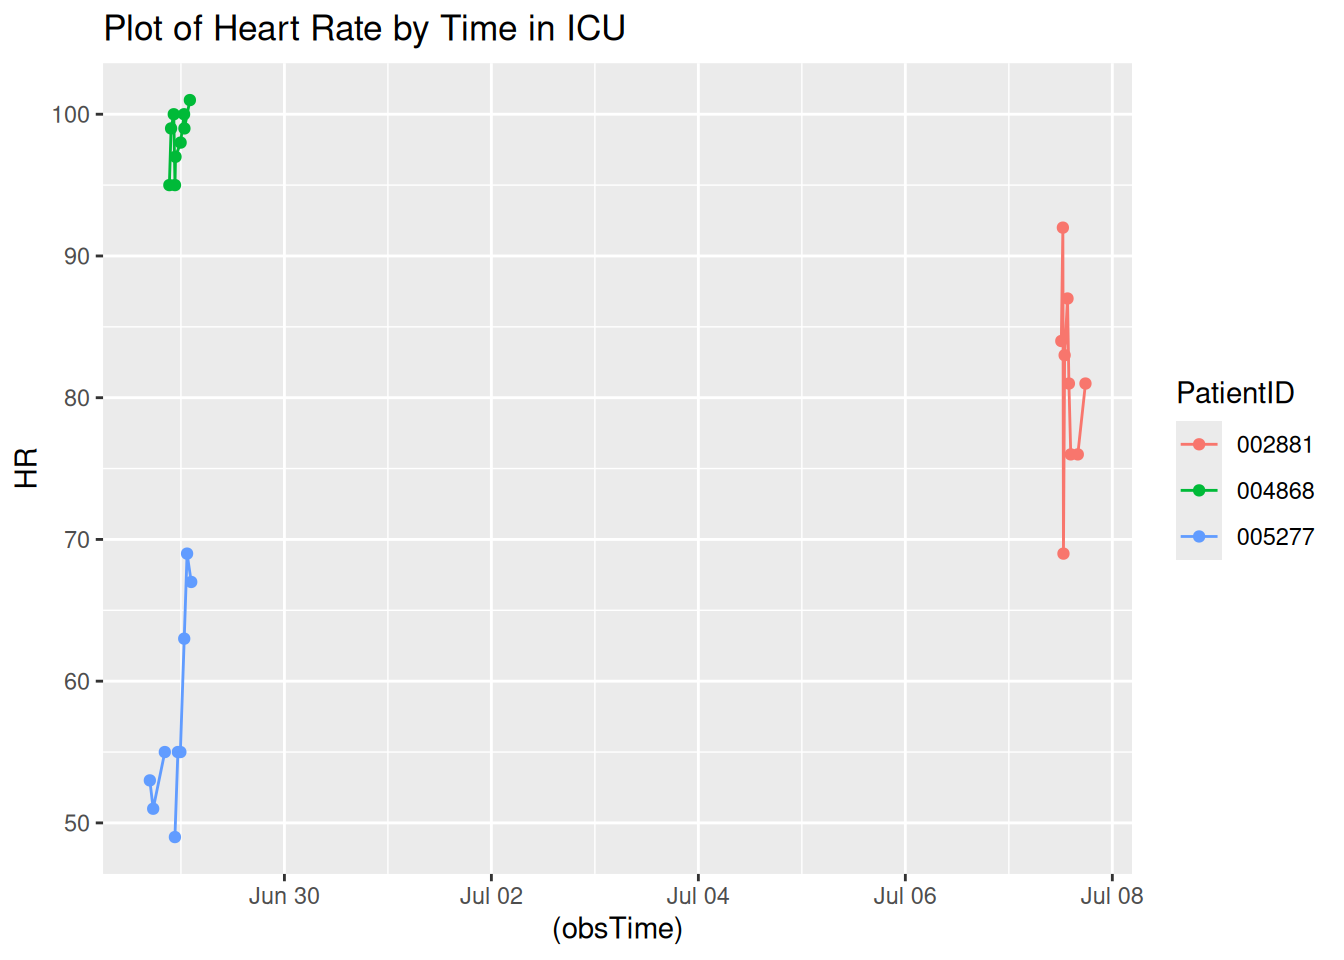 Plot of Heart Rate by Time in ICU
100
90
80
70
60
50
HR
Jun 30
Jul 02
Jul 04
Jul 06
Jul 08
(obsTime)
PatientID
002881
004868
005277